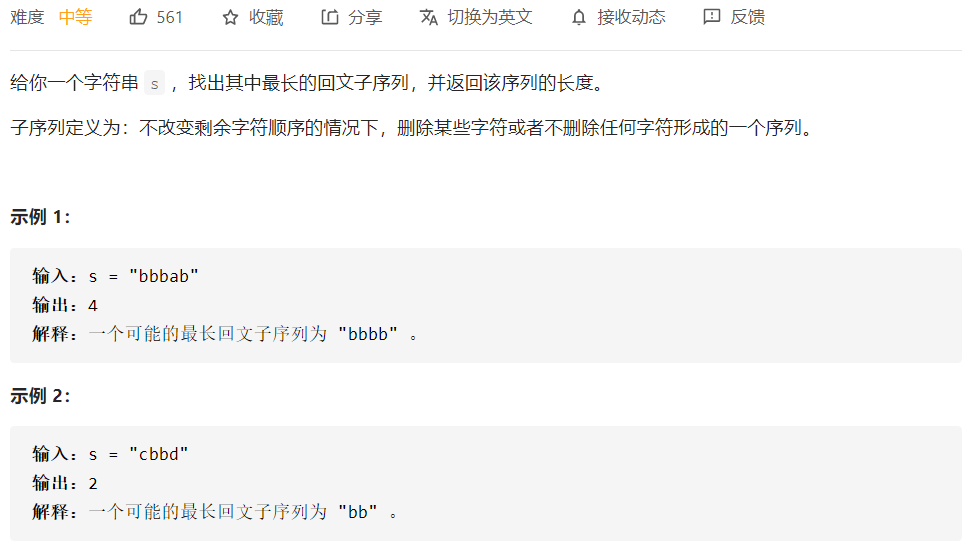 难度 中等 561 收藏 分享 切换为英文 接收动态 反馈
给你一个字符串 s ，找出其中最长的回文子序列，并返回该序列的长度。
子序列定义为：不改变剩余字符顺序的情况下，删除某些字符或者不删除任何字符形成的一个序列。
示例 1：
输入：s = "bbbab"
输出：4
解释：一个可能的最长回文子序列为 "bbbb" 。
示例 2：
输入：s = "cbbd"
输出：2
解释：一个可能的最长回文子序列为 "bb" 。